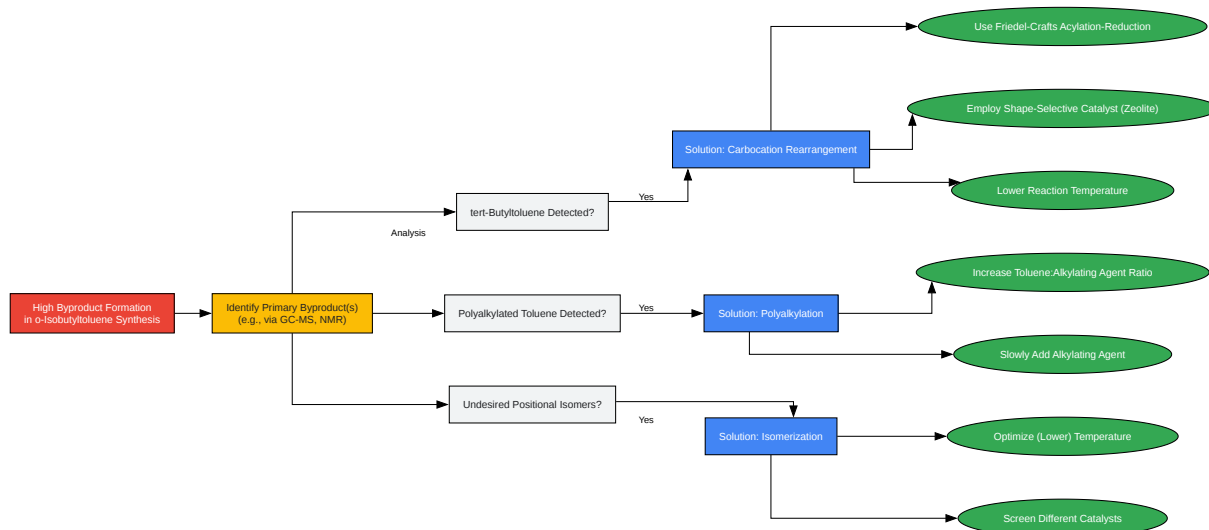 Use Friedel-Crafts Acylation-Reduction
Employ Shape-Selective Catalyst (Zeolite)
Solution: Carbocation Rearrangement
Lower Reaction Temperature
tert-Butyltoluene Detected?
Yes
Analysis
Increase Toluene:Alkylating Agent Ratio
High Byproduct Formation
in o-Isobutyltoluene Synthesis
Identify Primary Byproduct(s)
(e.g., via GC-MS, NMR)
Polyalkylated Toluene Detected?
Yes
Solution: Polyalkylation
Slowly Add Alkylating Agent
Undesired Positional Isomers?
Yes
Solution: Isomerization
Optimize (Lower) Temperature
Screen Different Catalysts